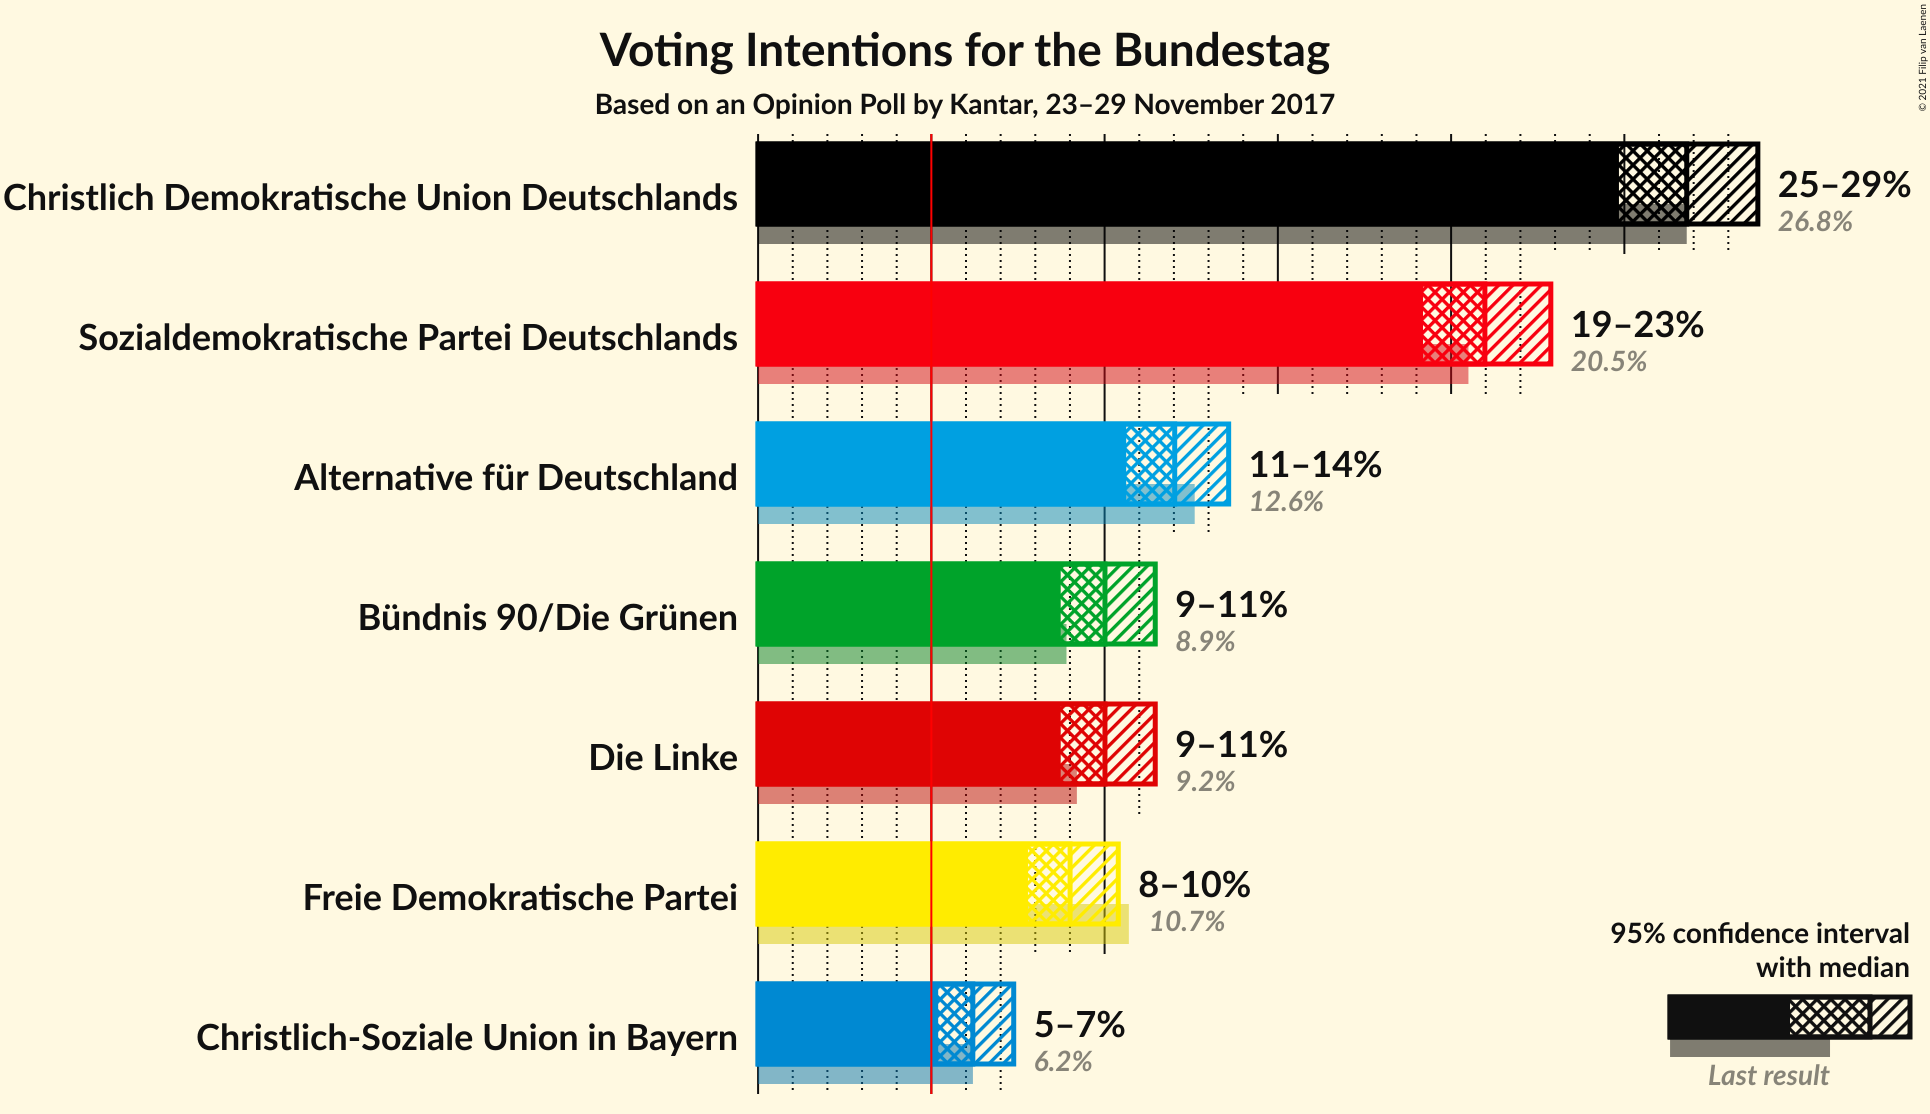 Voting Intentions for the Bundestag
Based on an Opinion Poll by Kantar, 23–29 November 2017
© 2021 Filip van Laenen
Christlich Demokratische Union Deutschlands
25–29%
26.8%
Sozialdemokratische Partei Deutschlands
19–23%
20.5%
Alternative für Deutschland
11–14%
12.6%
Bündnis 90/Die Grünen
9–11%
8.9%
Die Linke
9–11%
9.2%
Freie Demokratische Partei
8–10%
10.7%
Christlich-Soziale Union in Bayern
5–7%
6.2%
95% confidence interval
with median
Last result